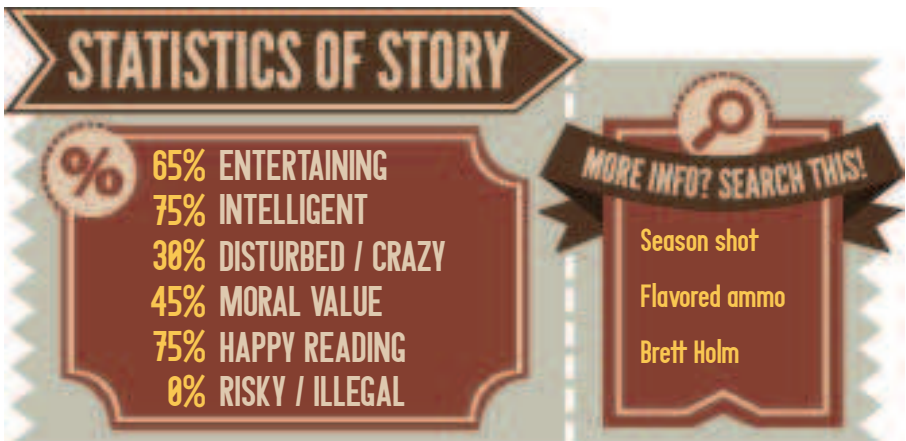 STATISTICS OF STORY
%
65% ENTERTAINING
75% INTELLIGENT
30% DISTURBED / CRAZY
45% MORAL VALUE
75% HAPPY READING
0% RISKY / ILLEGAL
MORE INFO? SEARCH THIS!
Season shot
Flavored ammo
Brett Holm